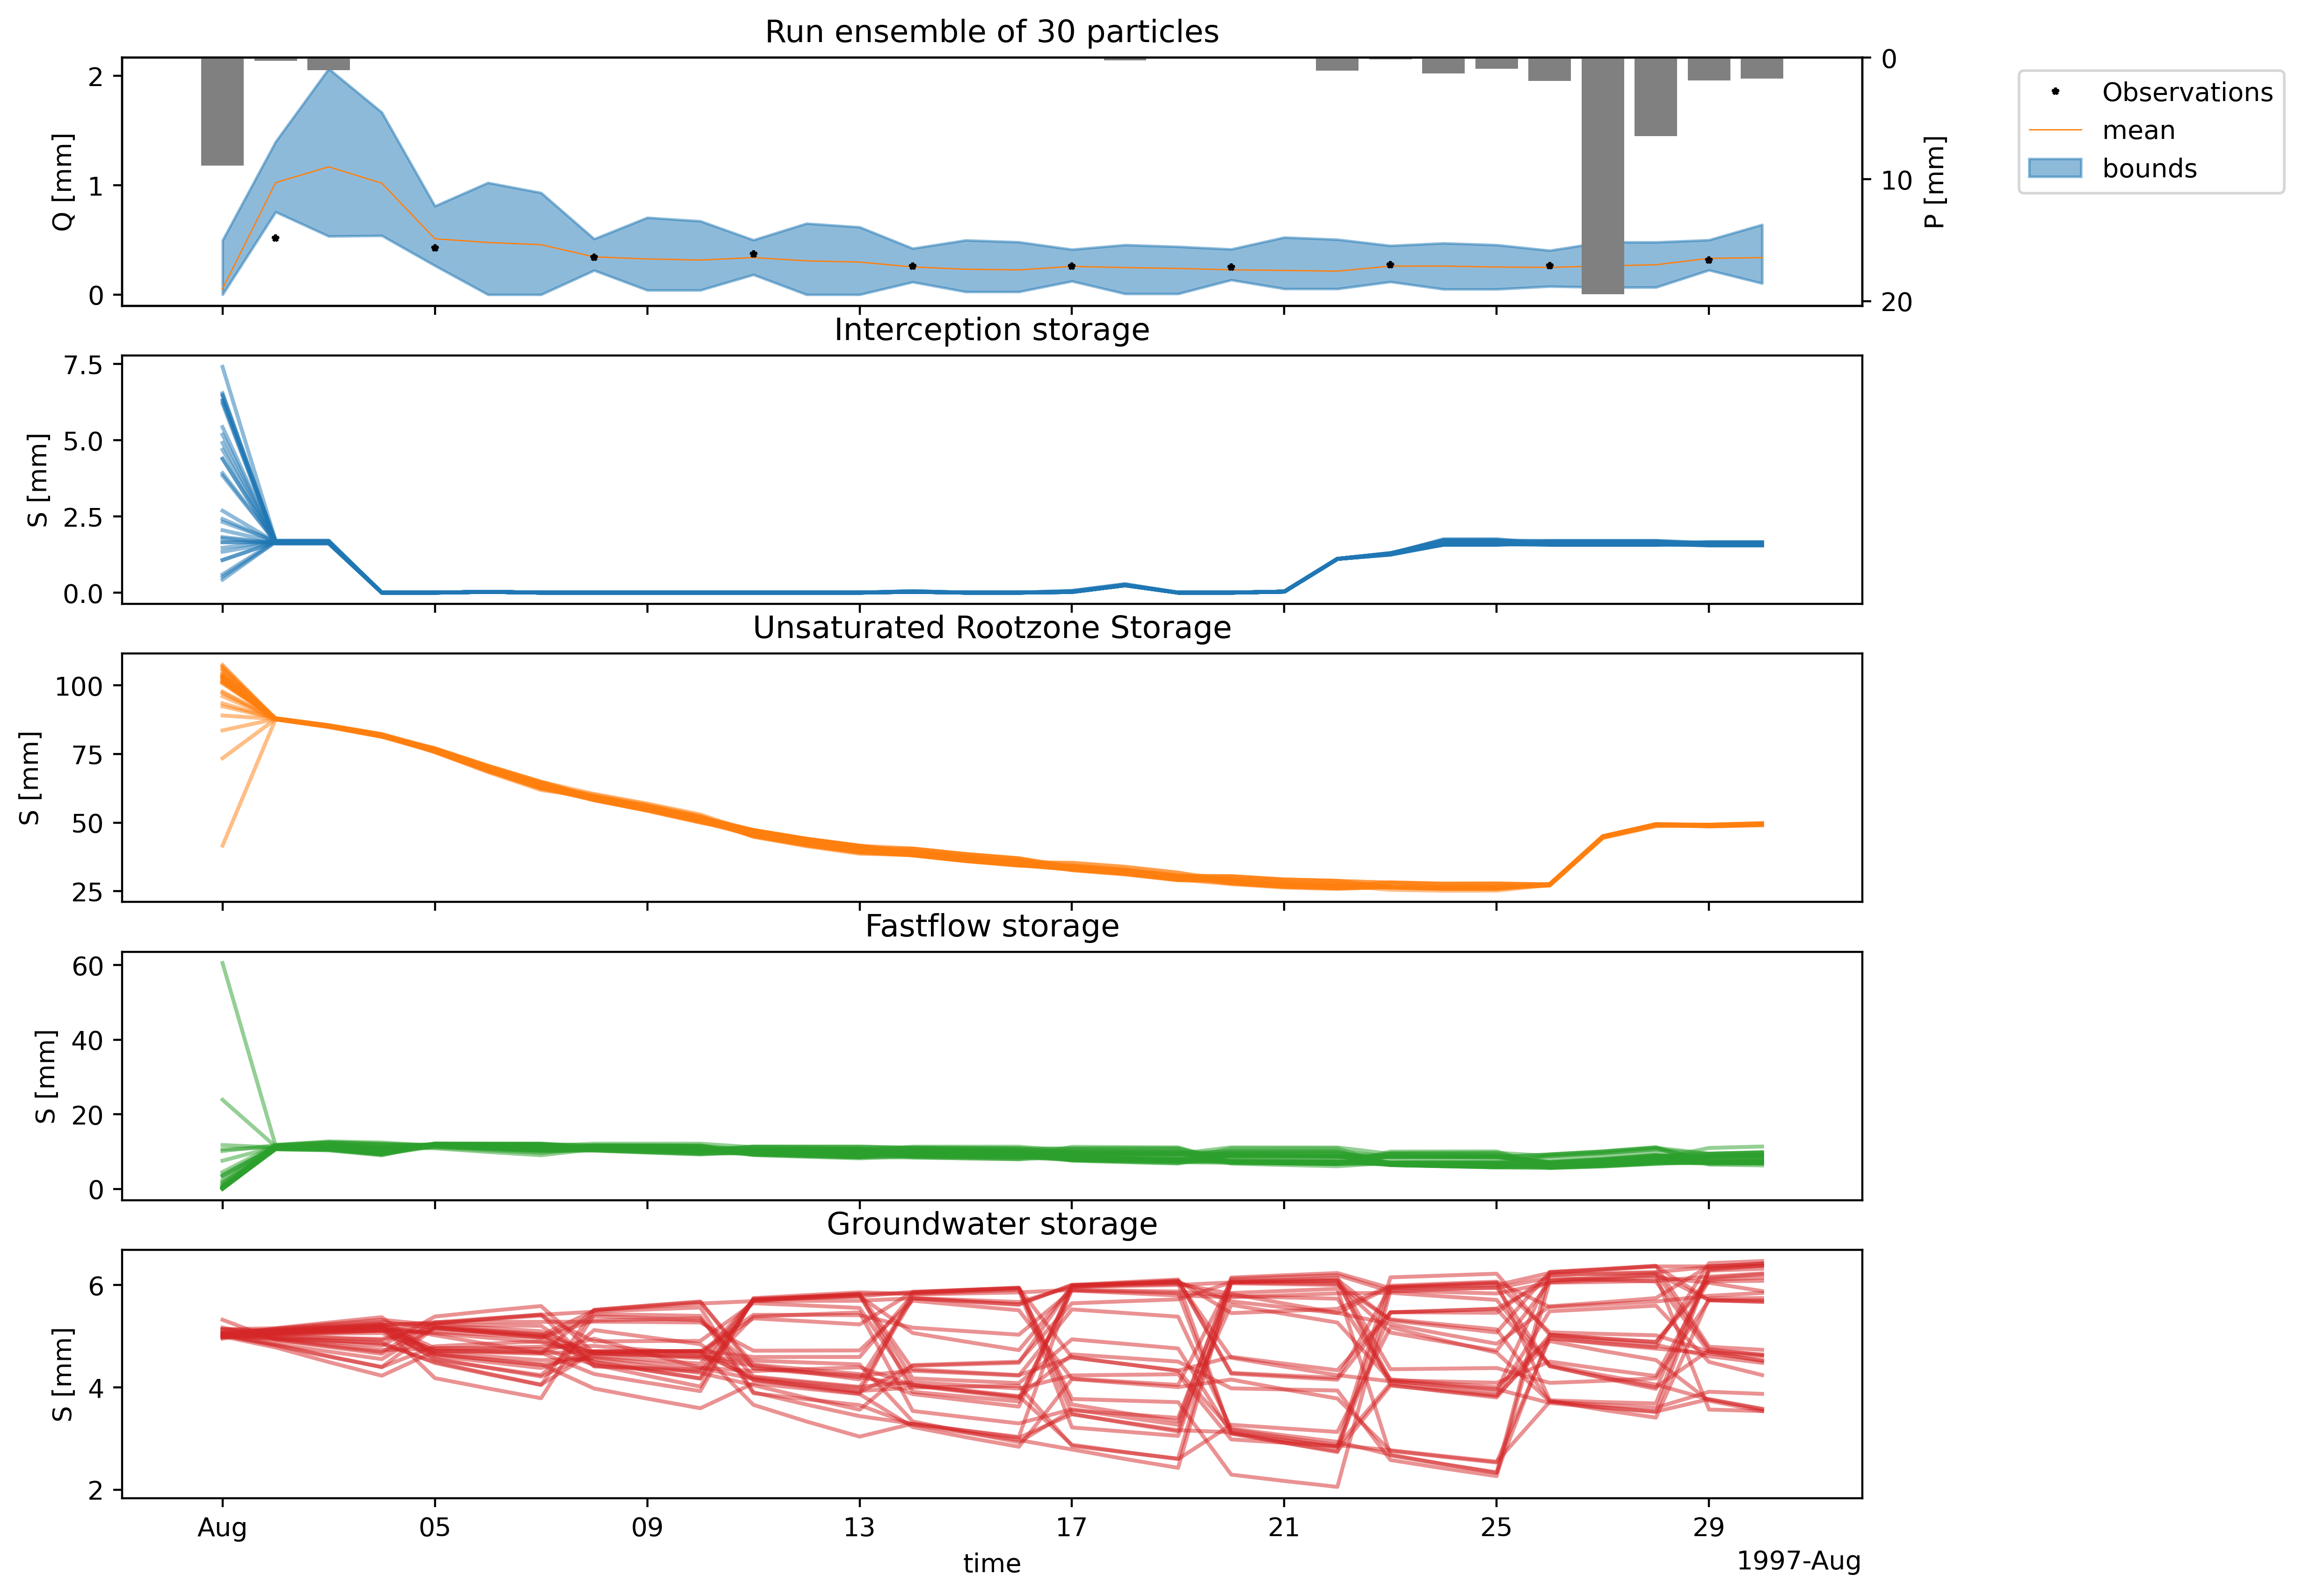 Run ensemble of 30 particles
2
1
0
Q [mm]
0
10
20
P [mm]
Observations
mean
bounds
Interception storage
7.5
5.0
2.5
0.0
S [mm]
Unsaturated Rootzone Storage
100
75
50
25
S [mm]
Fastflow storage
60
40
20
0
S [mm]
Groundwater storage
6
4
2
S [mm]
Aug 05 09 13 17 21 25 29
time
1997-Aug